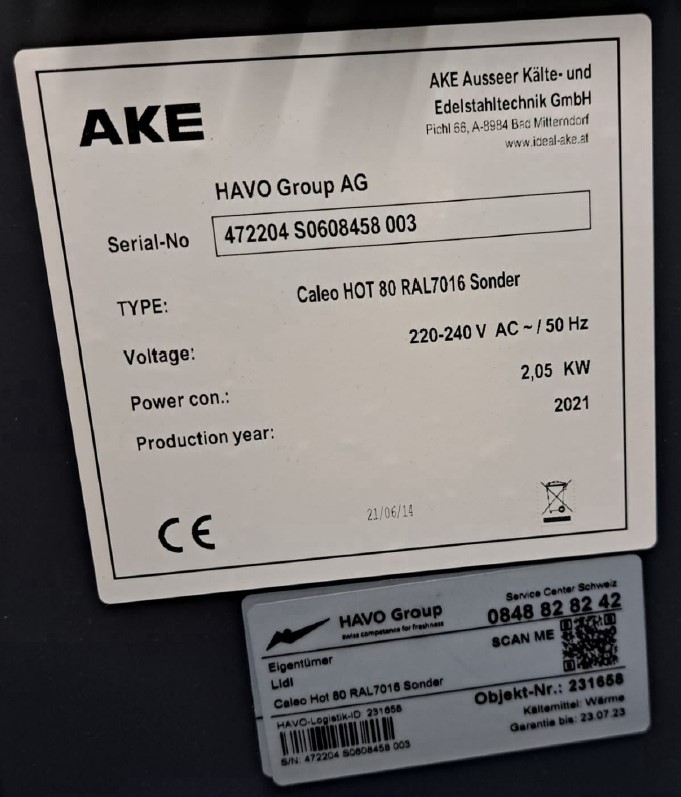 AKE
AKE Ausseer Kälte- und
Edelstahltechnik GmbH
Pichl 66, A-8984 Bad Mitterndorf
www.ideal-ake.at
HAVO Group AG
Serial-No 472204 S0608458 003
TYPE: Caleo HOT 80 RAL7016 Sonder
Voltage: 220-240 V AC ~ / 50 Hz
Power con.: 2,05 KW
Production year: 2021
CE
21/06/14
HAVO Group
Swiss competence for freshness
Service Center Schweiz
0848 82 82 42
SCAN ME
Eigentümer
Lidl
Caleo Hot 80 RAL7016 Sonder
HAVO-Logistik-ID 231658
S/N: 472204 S0608458 003
Objekt-Nr.: 231658
Kältemittel: Wärme
Garantie bis: 23.07.23